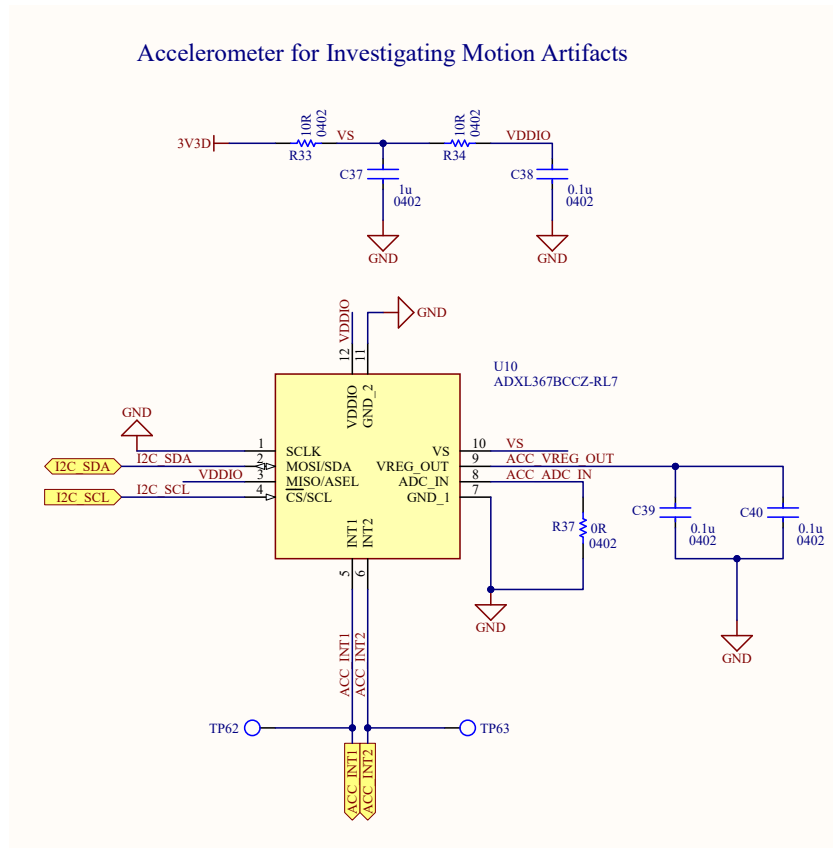 Accelerometer for Investigating Motion Artifacts
3V3D
10R
0402
R33
VS
10R
0402
R34
VDDIO
C37
1u
0402
C38
0.1u
0402
GND
GND
VDDIO
GND
12
11
U10
ADXL367BCCZ-RL7
VDDIO
GND_2
GND
1
SCLK
I2C_SDA
I2C_SDA
2
MOSI/SDA
VDDIO
3
MISO/ASEL
I2C_SCL
I2C_SCL
4
CS/SCL
VS
10
VS
VREG_OUT
9
ACC_VREG_OUT
ADC_IN
8
ACC_ADC_IN
GND_1
7
INT1
INT2
5
6
R37
0R
0402
C39
0.1u
0402
C40
0.1u
0402
GND
GND
ACC_INT1
ACC_INT2
TP62
TP63
ACC_INT1
ACC_INT2